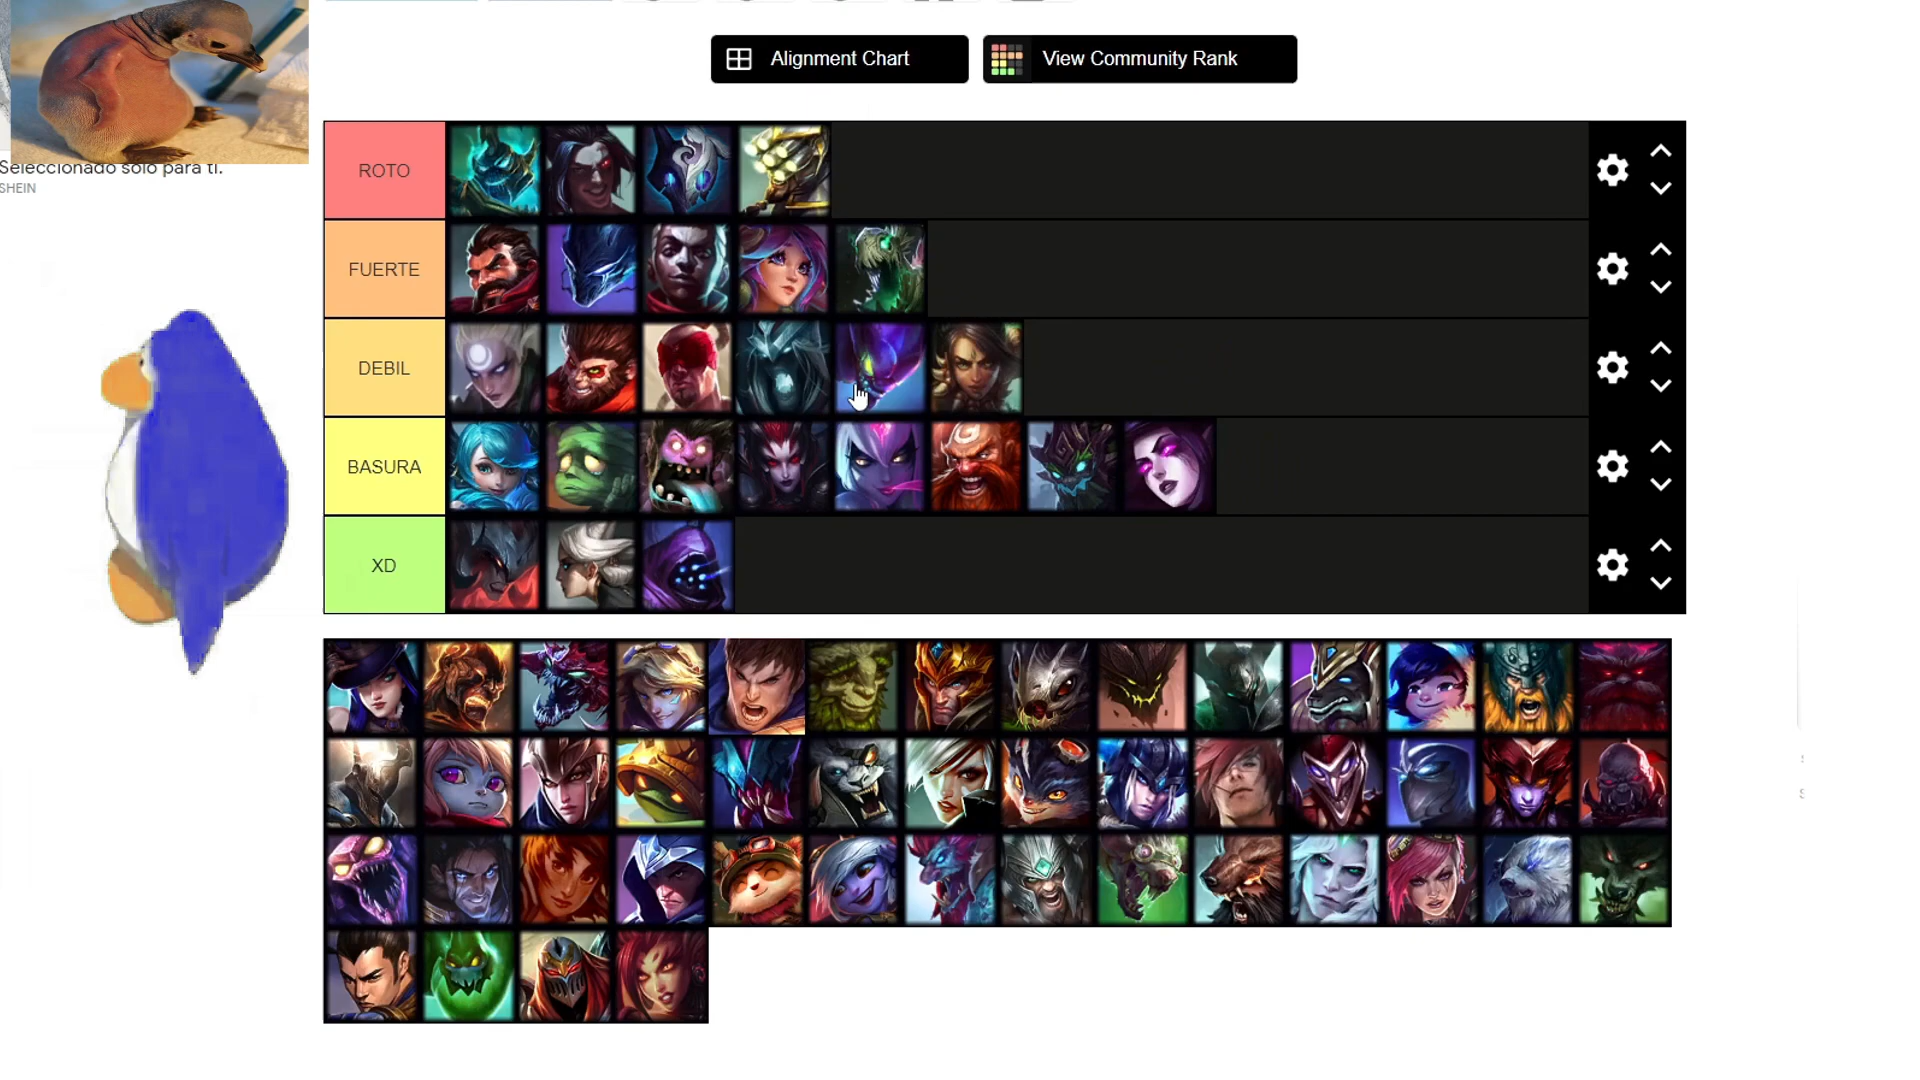 Alignment Chart
View Community Rank
Seleccionado solo para ti.
SHEIN
ROTO
FUERTE
DEBIL
BASURA
XD